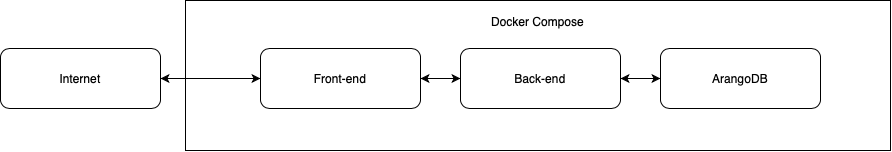 Docker Compose
Internet
Front-end
Back-end
ArangoDB